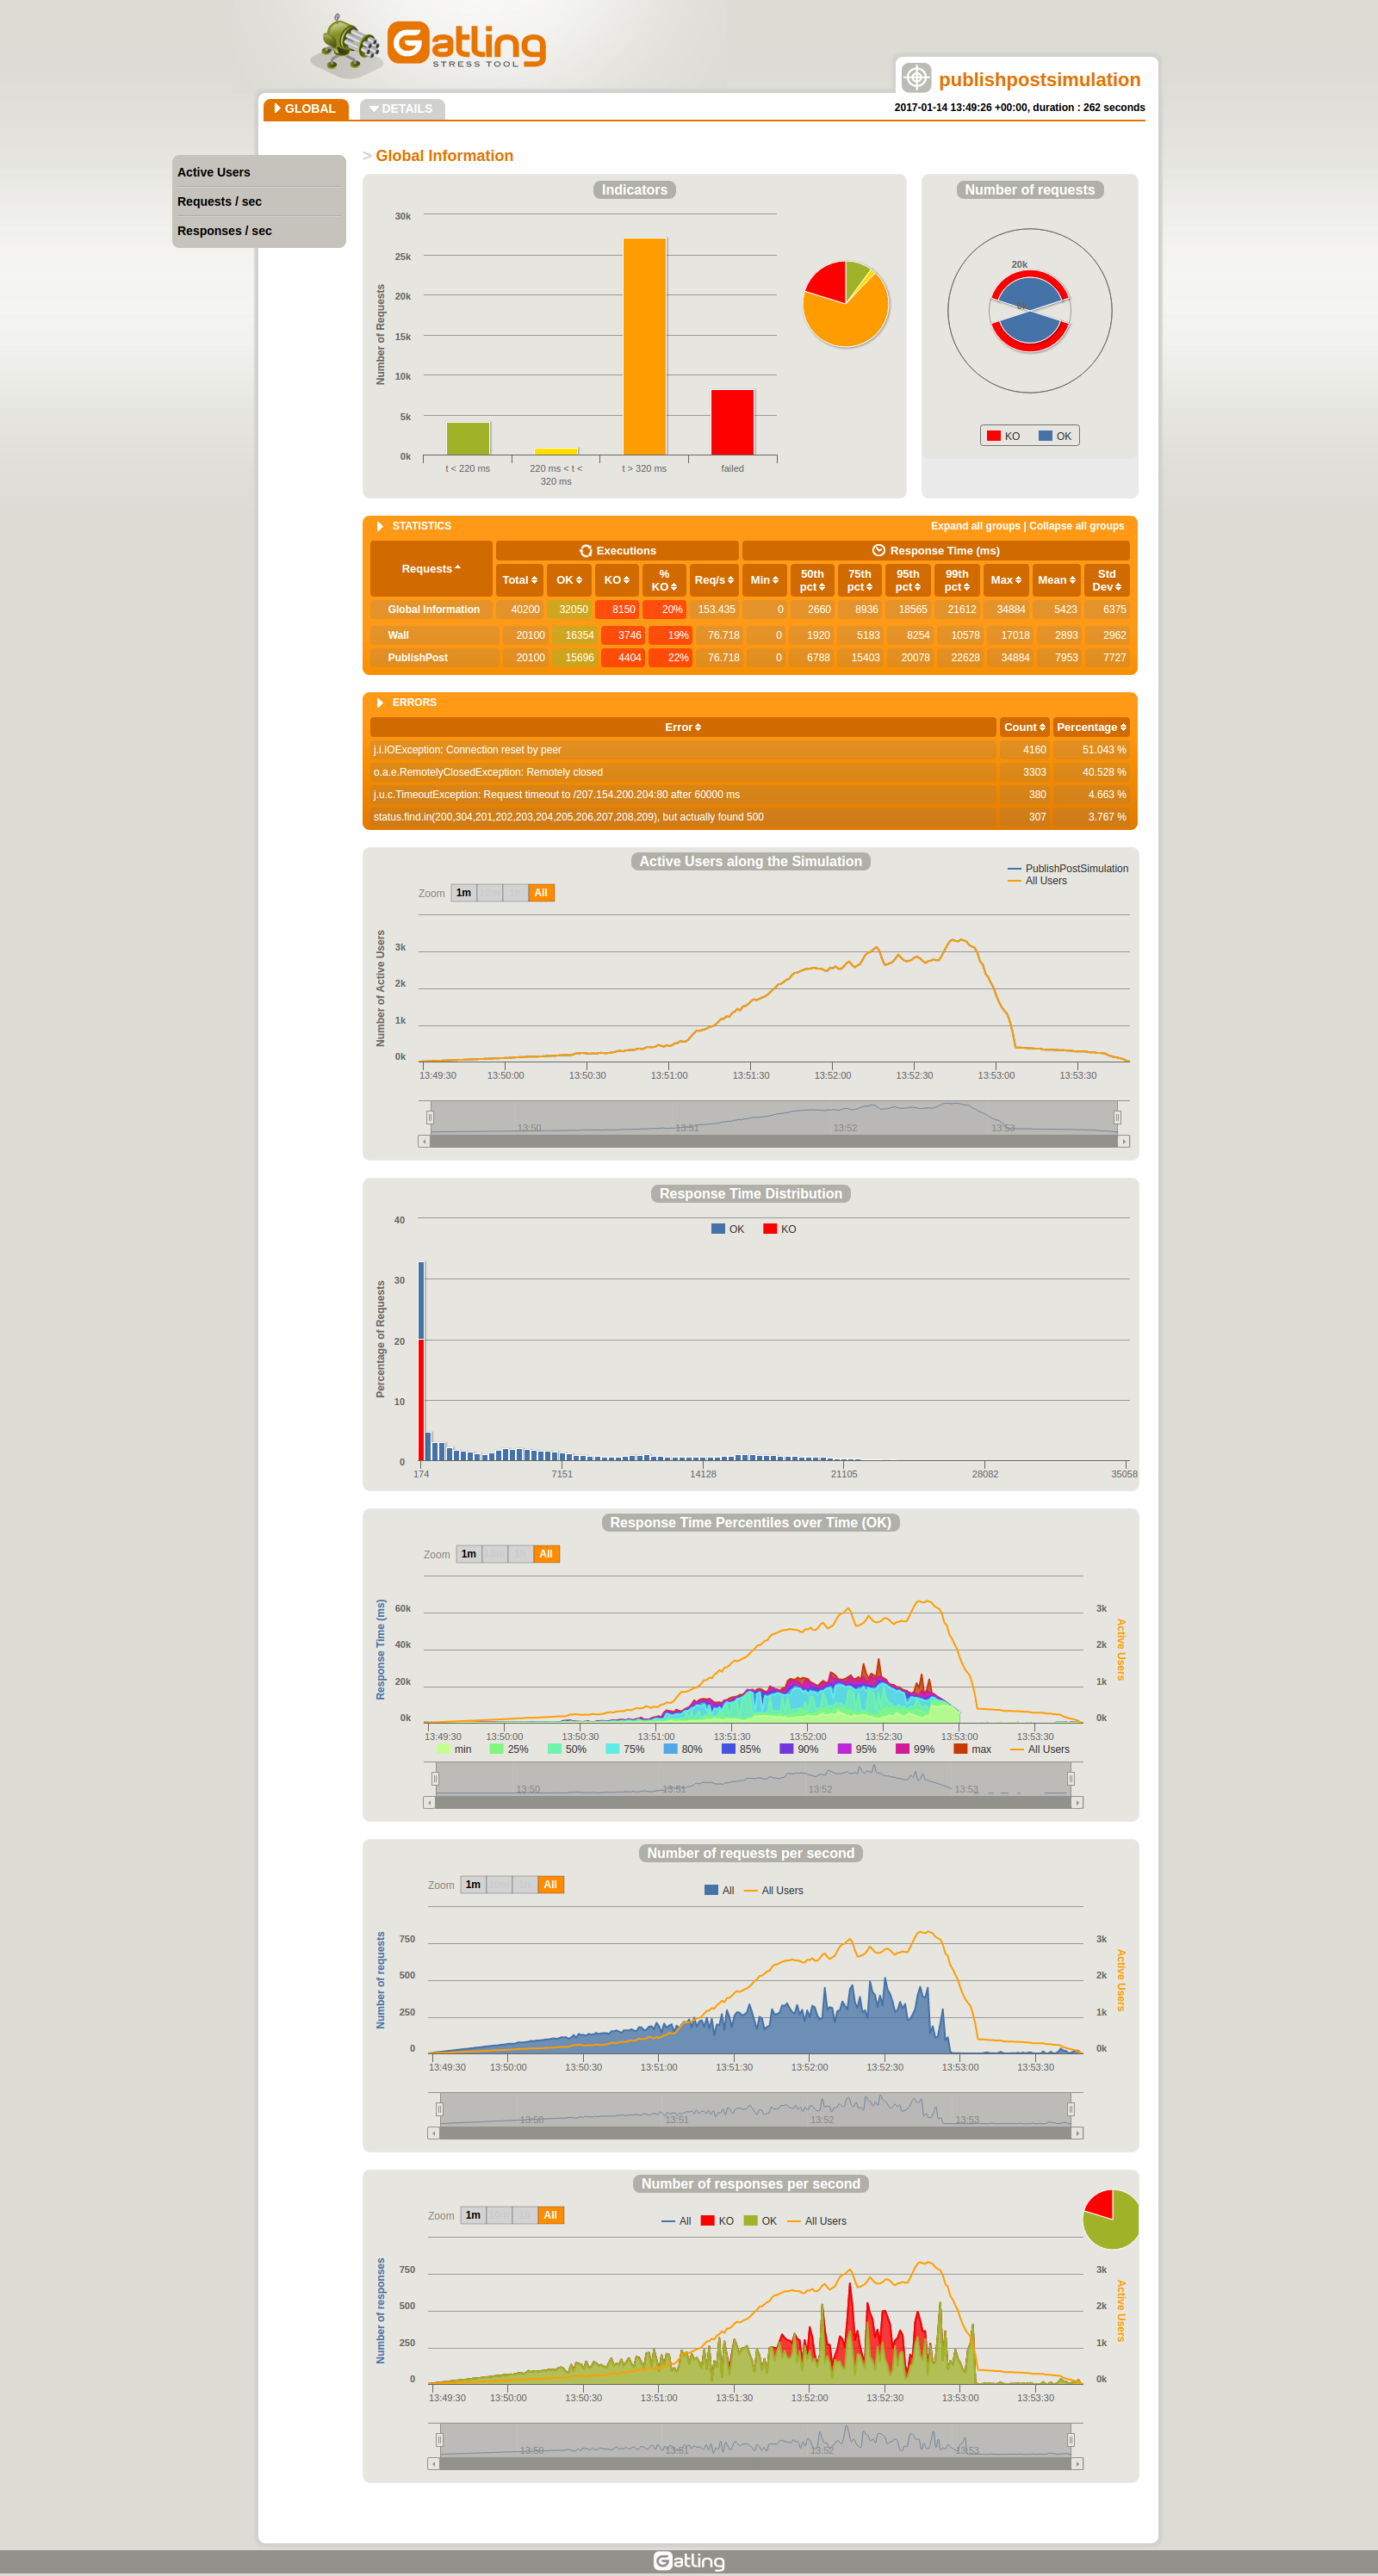 Gatling
STRESS TOOL
publishpostsimulation
GLOBAL DETAILS 2017-01-14 13:49:26 +00:00, duration : 262 seconds
Active Users
Requests / sec
Responses / sec
> Global Information
Indicators
Number of Requests
30k
25k
20k
15k
10k
5k
0k
t < 220 ms
220 ms < t <
320 ms
t > 320 ms
failed
Number of requests
20k
KO OK
STATISTICS Expand all groups | Collapse all groups
Requests Executions Response Time (ms)
Total OK KO % KO Req/s Min 50th pct 75th pct 95th pct 99th pct Max Mean Std Dev
Global Information 40200 32050 8150 20% 153.435 0 2660 8936 18565 21612 34884 5423 6375
Wall 20100 16354 3746 19% 76.718 0 1920 5183 8254 10578 17018 2893 2962
PublishPost 20100 15696 4404 22% 76.718 0 6788 15403 20078 22628 34884 7953 7727
ERRORS
Error Count Percentage
j.i.IOException: Connection reset by peer 4160 51.043 %
o.a.e.RemotelyClosedException: Remotely closed 3303 40.528 %
j.u.c.TimeoutException: Request timeout to /207.154.200.204:80 after 60000 ms 380 4.663 %
status.find.in(200,304,201,202,203,204,205,206,207,208,209), but actually found 500 307 3.767 %
Active Users along the Simulation
PublishPostSimulation
All Users
Zoom 1m All
Number of Active Users
3k
2k
1k
0k
13:49:30 13:50:00 13:50:30 13:51:00 13:51:30 13:52:00 13:52:30 13:53:00 13:53:30
13:50 13:51 13:52 13:53
Response Time Distribution
OK KO
Percentage of Requests
40
30
20
10
0
174 7151 14128 21105 28082 35058
Response Time Percentiles over Time (OK)
Zoom 1m All
Response Time (ms)
Active Users
60k 3k
40k 2k
20k 1k
0k 0k
13:49:30 13:50:00 13:50:30 13:51:00 13:51:30 13:52:00 13:52:30 13:53:00 13:53:30
min 25% 50% 75% 80% 85% 90% 95% 99% max All Users
13:50 13:51 13:52 13:53
Number of requests per second
Zoom 1m All
All All Users
Number of requests
Active Users
750 3k
500 2k
250 1k
0 0k
13:49:30 13:50:00 13:50:30 13:51:00 13:51:30 13:52:00 13:52:30 13:53:00 13:53:30
13:50 13:51 13:52 13:53
Number of responses per second
Zoom 1m All
All KO OK All Users
Number of responses
Active Users
750 3k
500 2k
250 1k
0 0k
13:49:30 13:50:00 13:50:30 13:51:00 13:51:30 13:52:00 13:52:30 13:53:00 13:53:30
13:50 13:51 13:52 13:53
Gatling